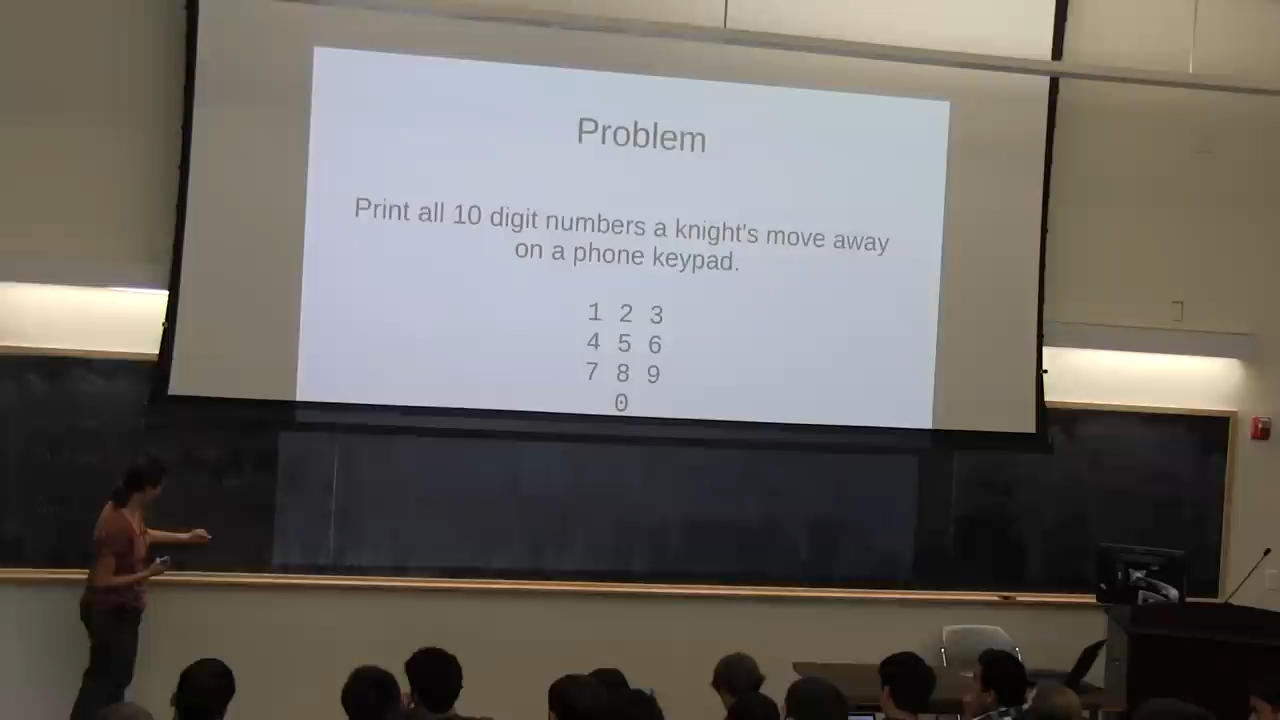 Problem
Print all 10 digit numbers a knight's move away
on a phone keypad.
1 2 3
4 5 6
7 8 9
0